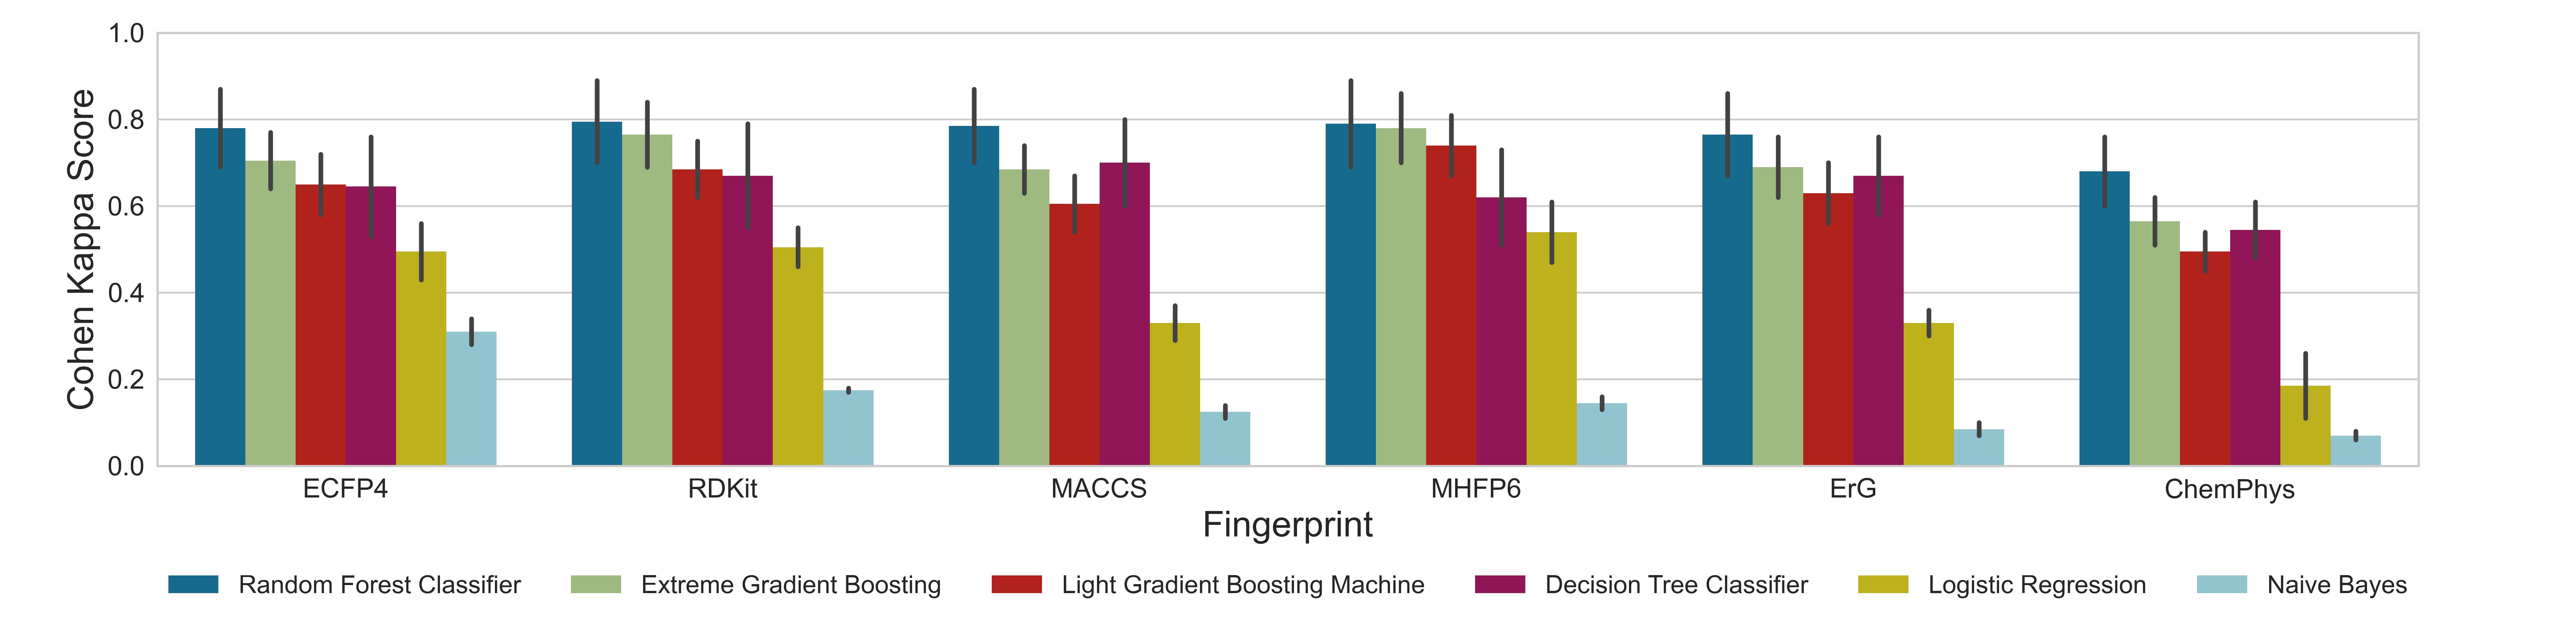 1.0
0.8
0.6
0.4
0.2
0.0
Cohen Kappa Score
ECFP4 RDKit MACCS MHFP6 ErG ChemPhys
Fingerprint
Random Forest Classifier Extreme Gradient Boosting Light Gradient Boosting Machine Decision Tree Classifier Logistic Regression Naive Bayes